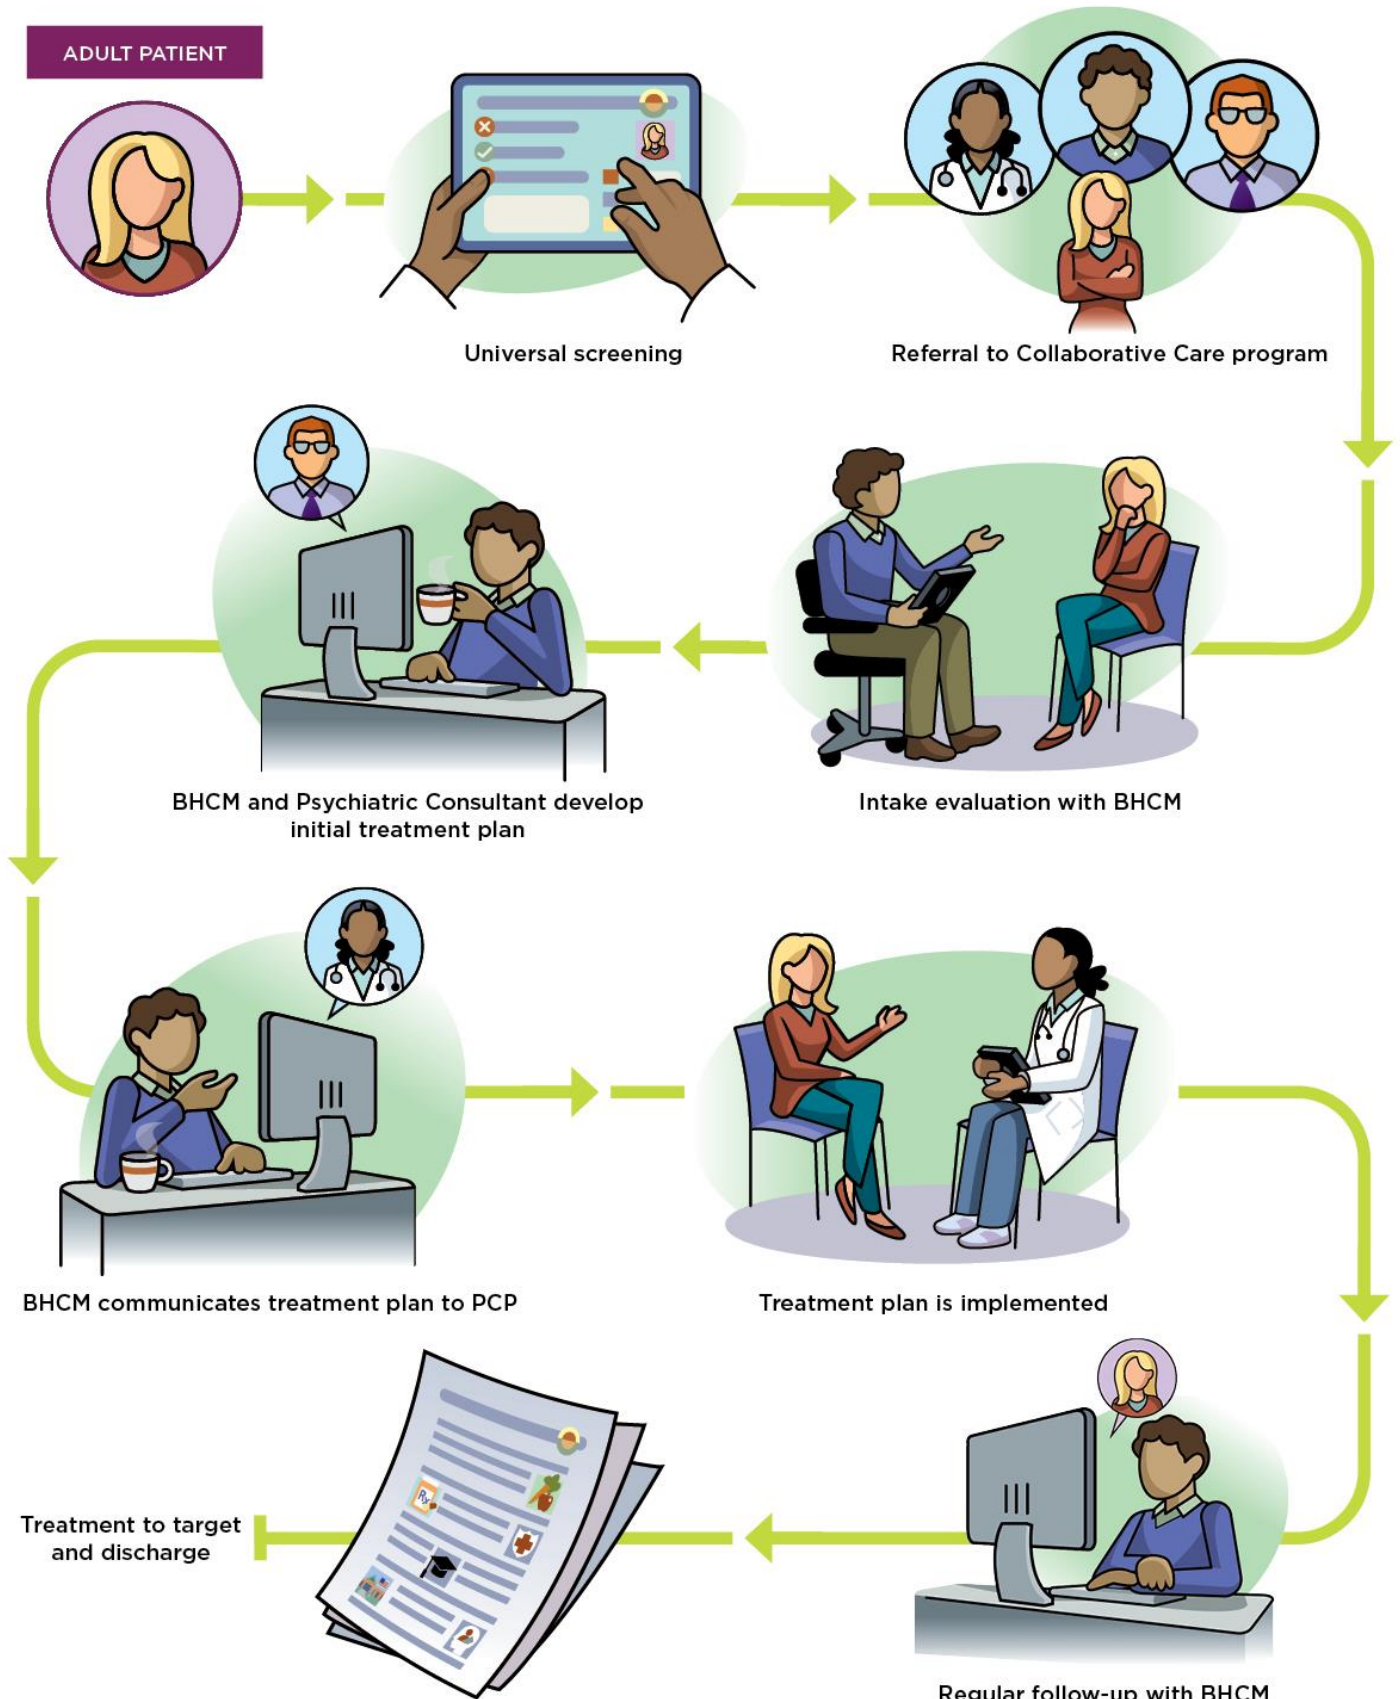 ADULT PATIENT
Universal screening
Referral to Collaborative Care program
Intake evaluation with BHCM
BHCM and Psychiatric Consultant develop
initial treatment plan
BHCM communicates treatment plan to PCP
Treatment plan is implemented
Regular follow-up with BHCM
Rx
Treatment to target
and discharge